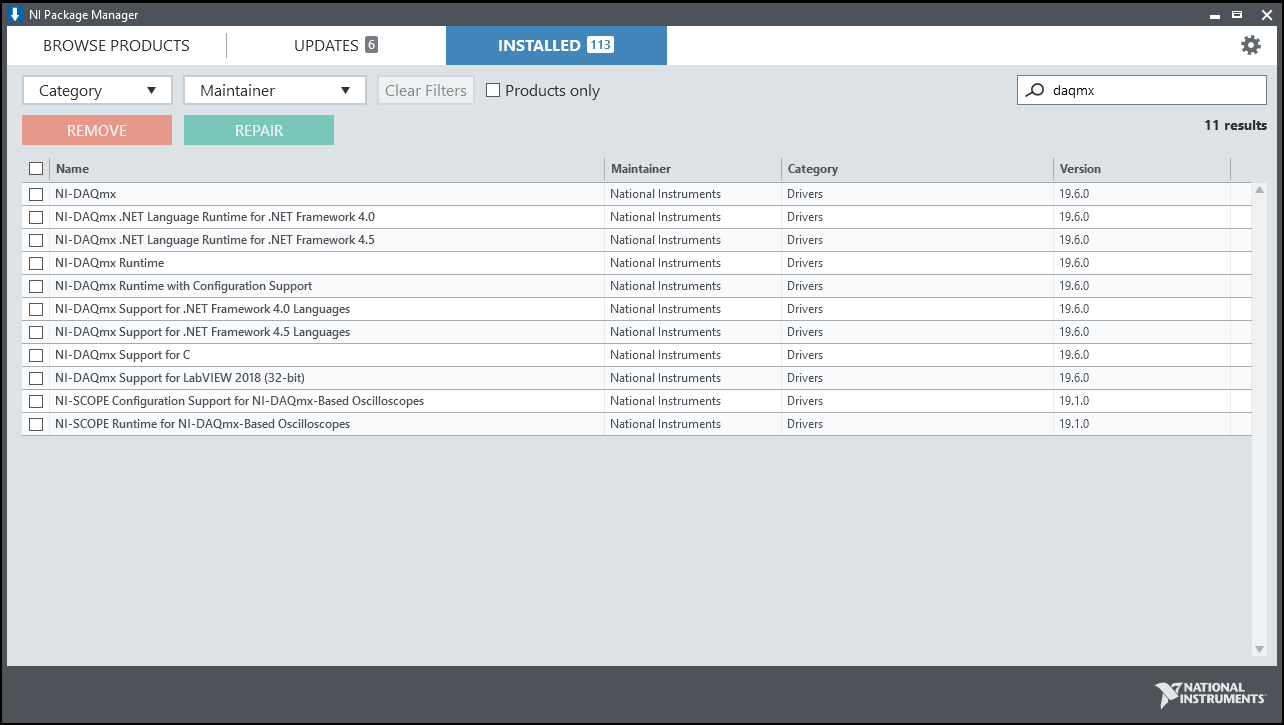 NI Package Manager
BROWSE PRODUCTS UPDATES 6 INSTALLED 113
Category Maintainer Clear Filters Products only daqmx
REMOVE REPAIR 11 results
Name Maintainer Category Version
NI-DAQmx National Instruments Drivers 19.6.0
NI-DAQmx .NET Language Runtime for .NET Framework 4.0 National Instruments Drivers 19.6.0
NI-DAQmx .NET Language Runtime for .NET Framework 4.5 National Instruments Drivers 19.6.0
NI-DAQmx Runtime National Instruments Drivers 19.6.0
NI-DAQmx Runtime with Configuration Support National Instruments Drivers 19.6.0
NI-DAQmx Support for .NET Framework 4.0 Languages National Instruments Drivers 19.6.0
NI-DAQmx Support for .NET Framework 4.5 Languages National Instruments Drivers 19.6.0
NI-DAQmx Support for C National Instruments Drivers 19.6.0
NI-DAQmx Support for LabVIEW 2018 (32-bit) National Instruments Drivers 19.6.0
NI-SCOPE Configuration Support for NI-DAQmx-Based Oscilloscopes National Instruments Drivers 19.1.0
NI-SCOPE Runtime for NI-DAQmx-Based Oscilloscopes National Instruments Drivers 19.1.0
NATIONAL
INSTRUMENTS